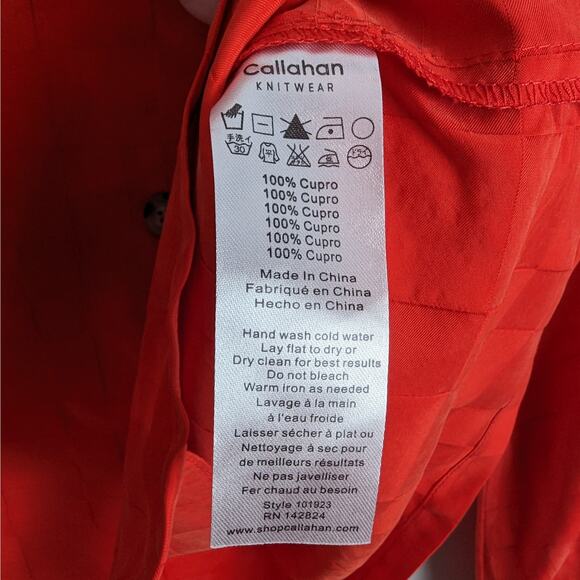 Callahan
KNITWEAR
手洗イ
30
平
ドライ
100% Cupro
100% Cupro
100% Cupro
100% Cupro
100% Cupro
100% Cupro
Made In China
Fabriqué en China
Hecho en China
Hand wash cold water
Lay flat to dry or
Dry clean for best results
Do not bleach
Warm iron as needed
Lavage à la main
à l'eau froide
Laisser sécher à plat ou
Nettoyage à sec pour
de meilleurs résultats
Ne pas javelliser
Fer chaud au besoin
Style 101923
RN 142824
www.shopcallahan.com